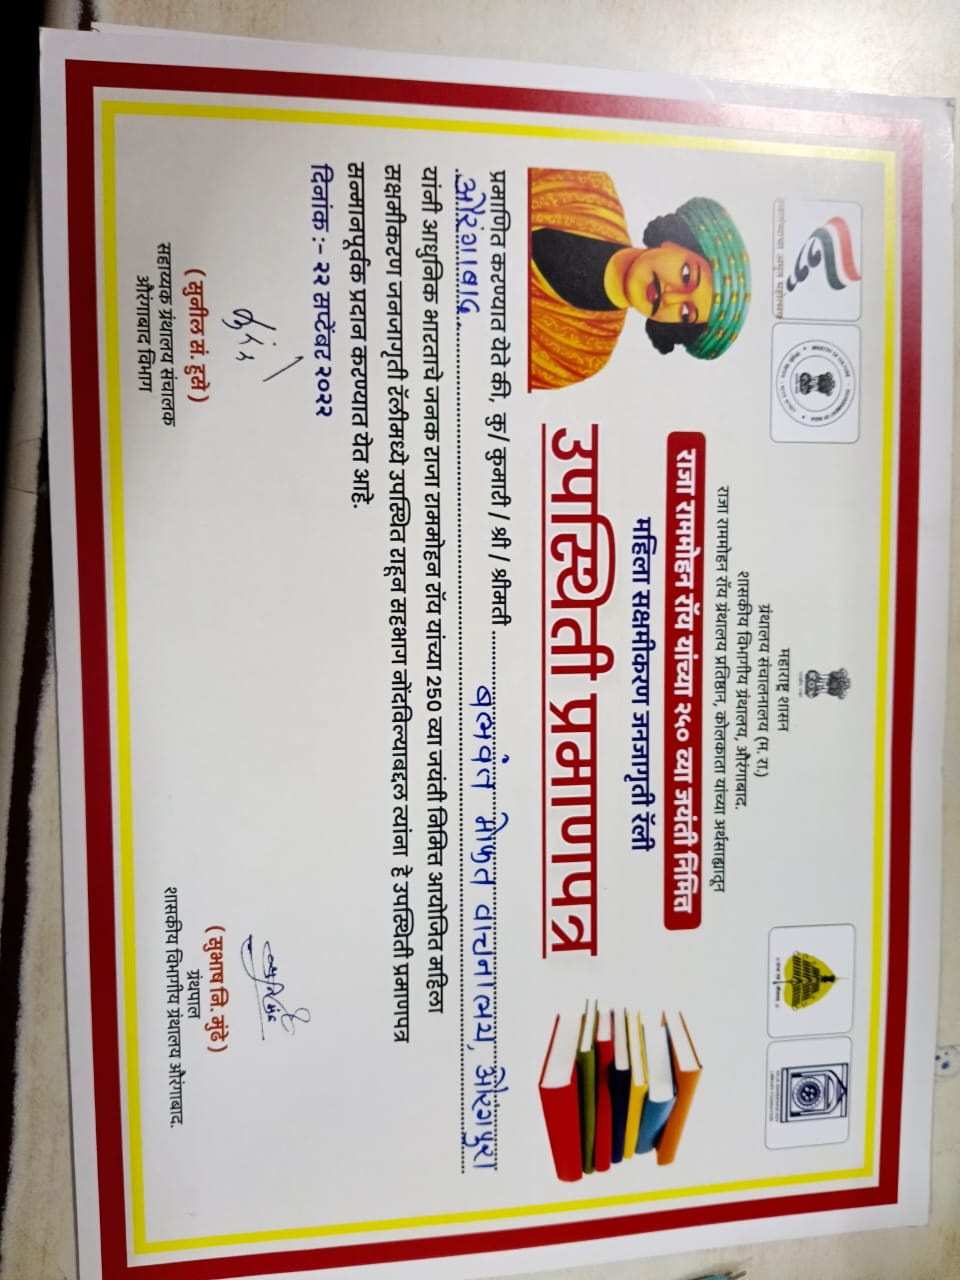 महाराष्ट्र शासन
ग्रंथालय संचालनालय (म. रा.)
शासकीय विभागीय ग्रंथालय, औरंगाबाद.
राजा राममोहन रॉय ग्रंथालय प्रतिष्ठान, कोलकाता यांच्या अर्थसाह्यातून
राजा राममोहन रॉय यांच्या २५० व्या जयंती निमित्त
महिला सक्षमीकरण जनजागृती रॅली
उपस्थिती प्रमाणपत्र
प्रमाणित करण्यात येते की, कु/ कुमारी / श्री / श्रीमती बळवंत मोफत वाचनालय, औरंगपुरा
औरंगाबाद
यांनी आधुनिक भारताचे जनक राजा राममोहन रॉय यांच्या 250 व्या जयंती निमित्त आयोजित महिला
सक्षमीकरण जनजागृती रॅलीमध्ये उपस्थित राहून सहभाग नोंदविल्याबद्दल त्यांना हे उपस्थिती प्रमाणपत्र
सन्मानपूर्वक प्रदान करण्यात येत आहे.
दिनांक :- २२ सप्टेंबर २०२२
( सुनील सं. हुसे )
सहाय्यक ग्रंथालय संचालक
औरंगाबाद विभाग
( सुभाष नि. मुंढे )
ग्रंथपाल
शासकीय विभागीय ग्रंथालय औरंगाबाद.